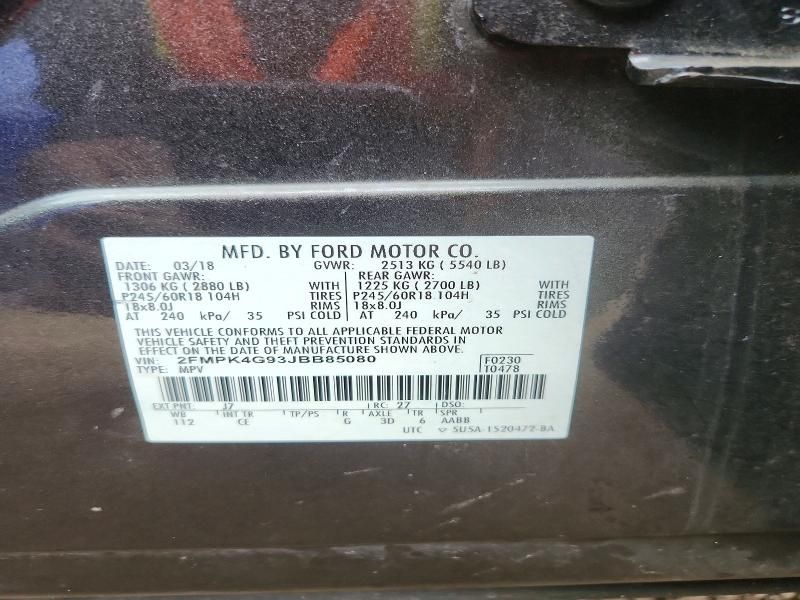 MFD. BY FORD MOTOR CO.
DATE: 03/18 GVWR: 2513 KG ( 5540 LB)
FRONT GAWR: REAR GAWR:
1306 KG ( 2880 LB) WITH 1225 KG ( 2700 LB) WITH
P245/60R18 104H TIRES P245/60R18 104H TIRES
18x8.0J RIMS 18x8.0J RIMS
AT 240 kPa/ 35 PSI COLD AT 240 kPa/ 35 PSI COLD
THIS VEHICLE CONFORMS TO ALL APPLICABLE FEDERAL MOTOR
VEHICLE SAFETY AND THEFT PREVENTION STANDARDS IN
EFFECT ON THE DATE OF MANUFACTURE SHOWN ABOVE.
VIN: 2FMPK4G93JBB85080 F0230
TYPE: MPV T0478
EXT PNT: J7 RC: 27 DSO:
WB INT TR TP/PS R AXLE TR SPR
112 CE G 3D 6 AABB
UTC ▽ 5U5A-1520472-BA